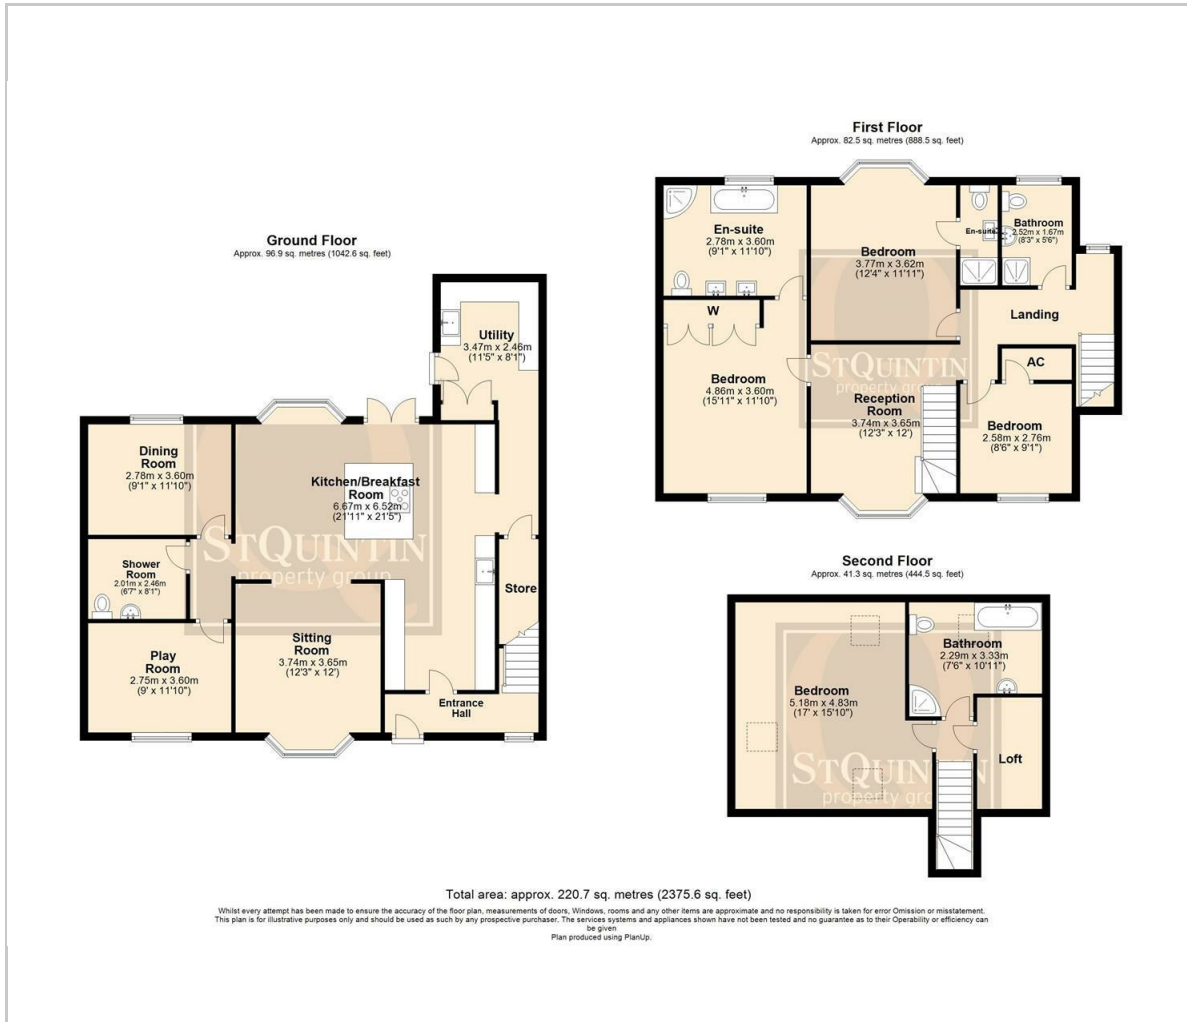 Ground Floor
Approx. 96.9 sq. metres (1042.6 sq. feet)
Utility
3.47m x 2.46m
(11'5" x 8'1")
Dining
Room
2.78m x 3.60m
(9'1" x 11'10")
Kitchen/Breakfast
Room
6.67m x 6.52m
(21'11" x 21'5")
STQUINTIN
property group
Shower
Room
2.01m x 2.46m
(6'7" x 8'1")
Store
Sitting
Room
3.74m x 3.65m
(12'3" x 12')
Play
Room
2.75m x 3.60m
(9' x 11'10")
Entrance
Hall
First Floor
Approx. 82.5 sq. metres (888.5 sq. feet)
En-suite
2.78m x 3.60m
(9'1" x 11'10")
Bedroom
3.77m x 3.62m
(12'4" x 11'11")
En-suite
Bathroom
2.52m x 1.67m
(8'3" x 5'6")
W
Landing
AC
STQUINTIN
property group
Bedroom
4.86m x 3.60m
(15'11" x 11'10")
Reception
Room
3.74m x 3.65m
(12'3" x 12')
Bedroom
2.58m x 2.76m
(8'6" x 9'1")
Second Floor
Approx. 41.3 sq. metres (444.5 sq. feet)
Bathroom
2.29m x 3.33m
(7'6" x 10'11")
Bedroom
5.18m x 4.83m
(17' x 15'10")
Loft
STQUINTIN
property group
Total area: approx. 220.7 sq. metres (2375.6 sq. feet)
Whilst every attempt has been made to ensure the accuracy of the floor plan, measurements of doors, Windows, rooms and any other items are approximate and no responsibility is taken for error Omission or misstatement.
This plan is for illustrative purposes only and should be used as such by any prospective purchaser. The services systems and appliances shown have not been tested and no guarantee as to their Operability or efficiency can
be given
Plan produced using PlanUp.